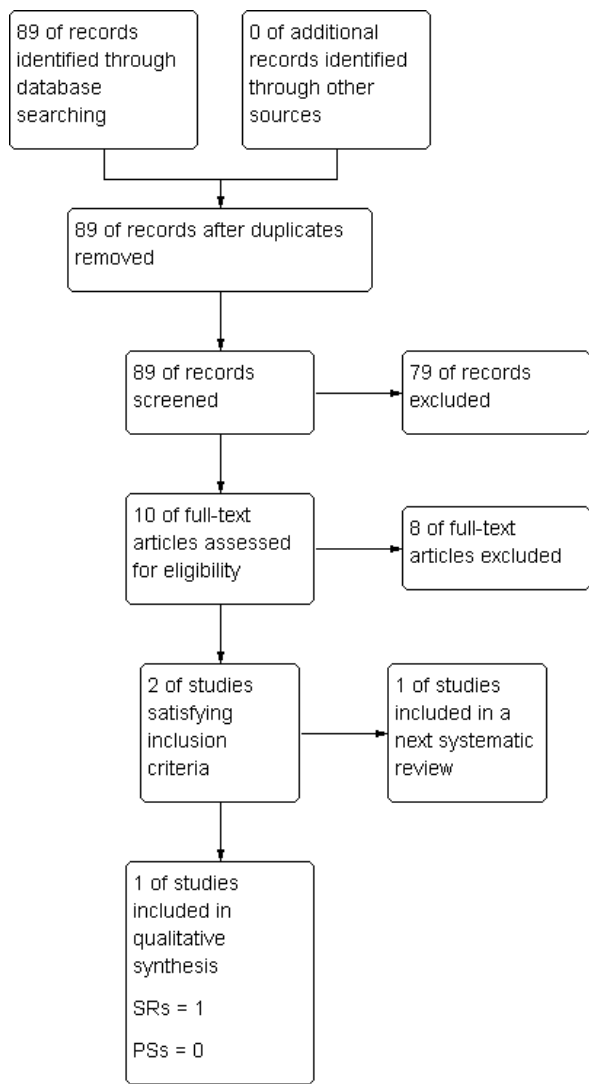 89 of records
identified through
database
searching
0 of additional
records identified
through other
sources
89 of records after duplicates
removed
89 of records
screened
79 of records
excluded
10 of full-text
articles assessed
for eligibility
8 of full-text
articles excluded
2 of studies
satisfying
inclusion
criteria
1 of studies
included in a
next systematic
review
1 of studies
included in
qualitative
synthesis
SRs = 1
PSs = 0